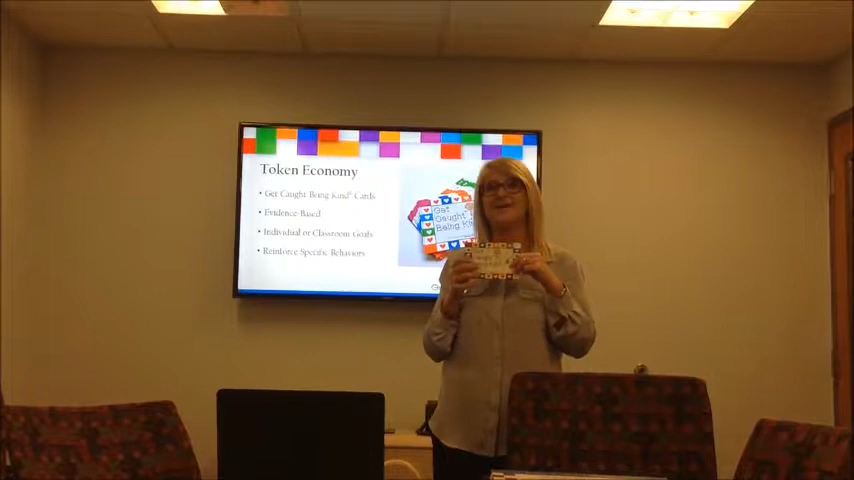 Token Economy
• Get Caught Being Kind© Cards
• Evidence-Based
• Individual or Classroom Goals
• Reinforce Specific Behaviors
Get
Caught
Being